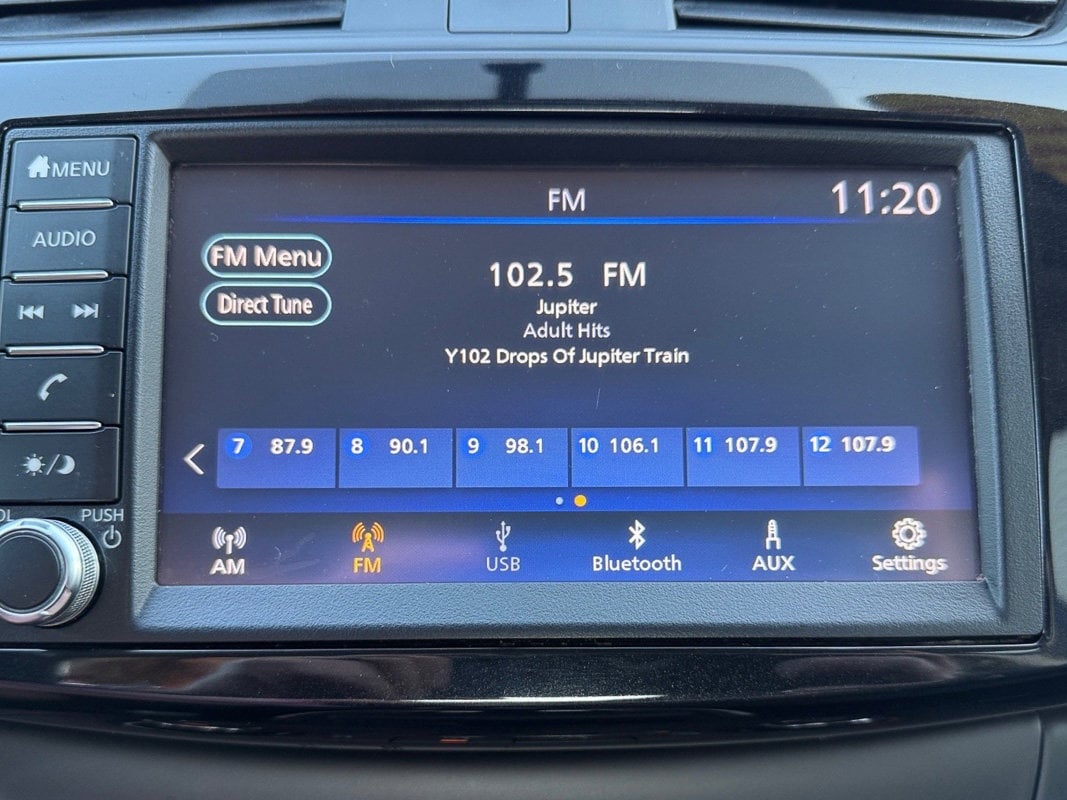 MENU
AUDIO
PUSH
FM
11:20
FM Menu
Direct Tune
102.5 FM
Jupiter
Adult Hits
Y102 Drops Of Jupiter Train
7 87.9
8 90.1
9 98.1
10 106.1
11 107.9
12 107.9
AM
FM
USB
Bluetooth
AUX
Settings